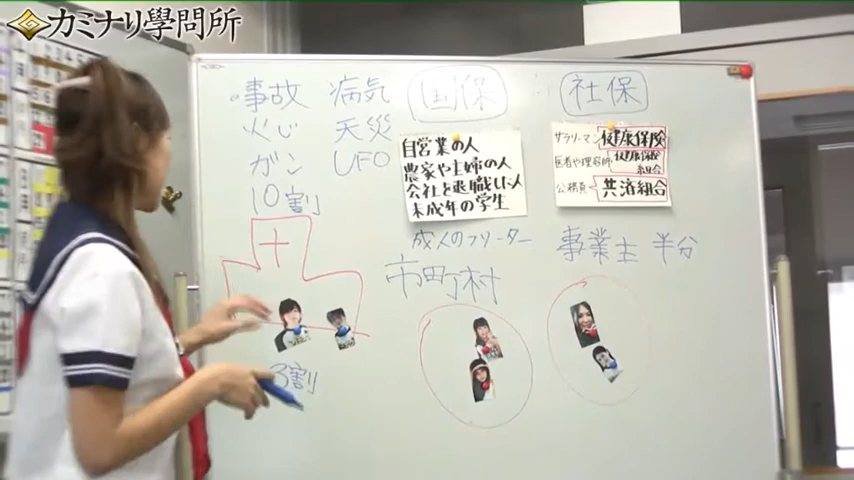 カミナリ學問所
事故 病気
火じ 天災
ガン UFO
10割
3割
国保
自営業の人
農家や主婦の人
会社を退職した人
未成年の学生
成人のフリーター
市町村
社保
サラリーマン 健康保険
医者や理容師 健康保険組合
公務員 共済組合
事業主 半分